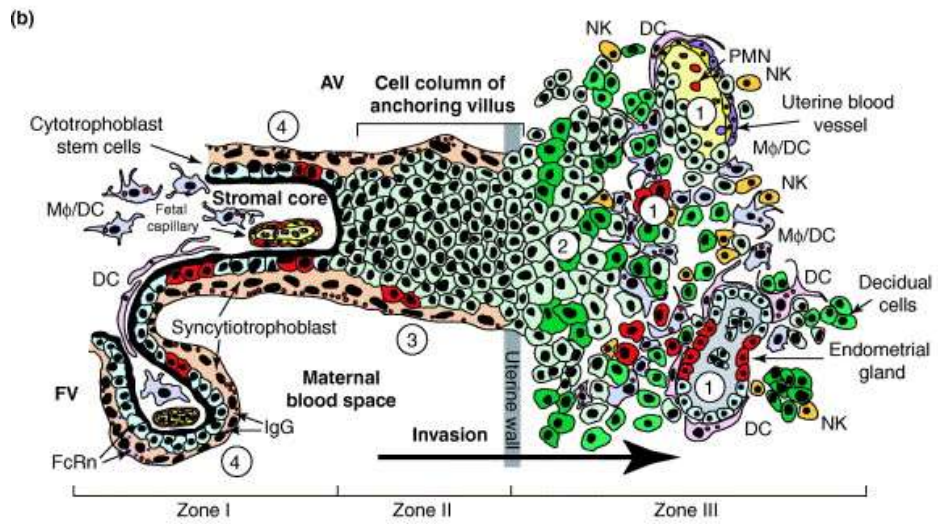 (b)
NK
DC
PMN
NK
AV
Cell column of
anchoring villus
Uterine blood
vessel
4
1
Cytotrophoblast
stem cells
Mϕ/DC
NK
Stromal core
Mϕ/DC
Fetal
capillary
1
2
Mϕ/DC
DC
DC
Decidual
cells
Syncytiotrophoblast
3
Endometrial
gland
Uterine wall
1
Maternal
blood space
FV
IgG
NK
DC
Invasion
FcRn
4
Zone I
Zone II
Zone III